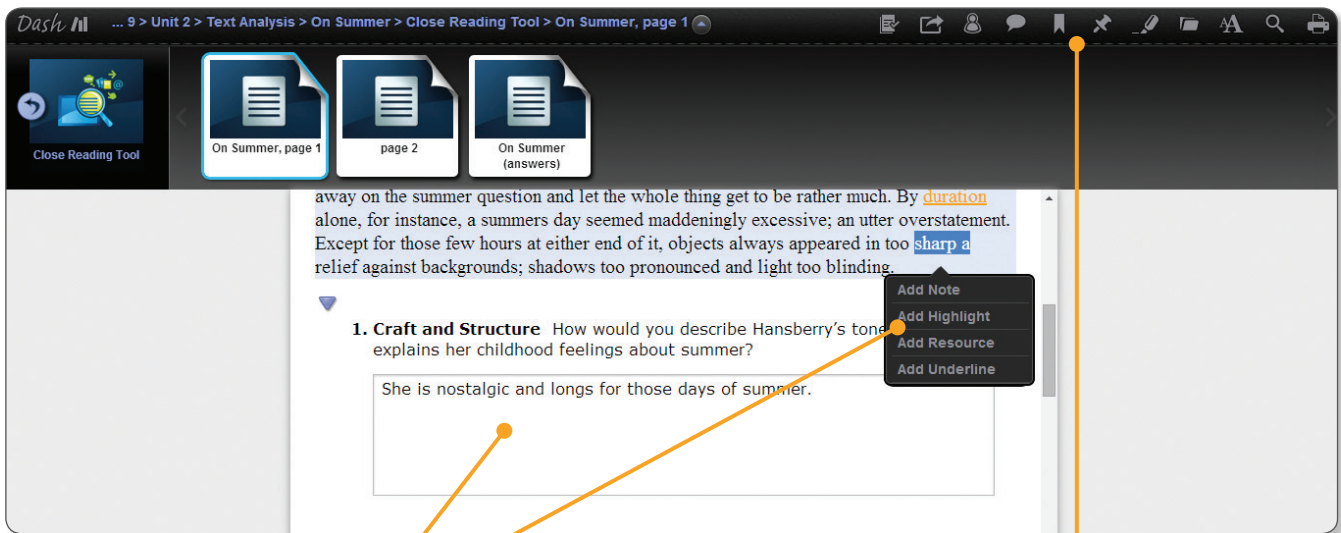 Dash ... 9 > Unit 2 > Text Analysis > On Summer > Close Reading Tool > On Summer, page 1
AA
Close Reading Tool
On Summer, page 1
page 2
On Summer
(answers)
away on the summer question and let the whole thing get to be rather much. By duration
alone, for instance, a summers day seemed maddeningly excessive; an utter overstatement.
Except for those few hours at either end of it, objects always appeared in too sharp a
relief against backgrounds; shadows too pronounced and light too blinding.
Add Note
Add Highlight
Add Resource
Add Underline
1. Craft and Structure How would you describe Hansberry's tone
explains her childhood feelings about summer?
She is nostalgic and longs for those days of summer.